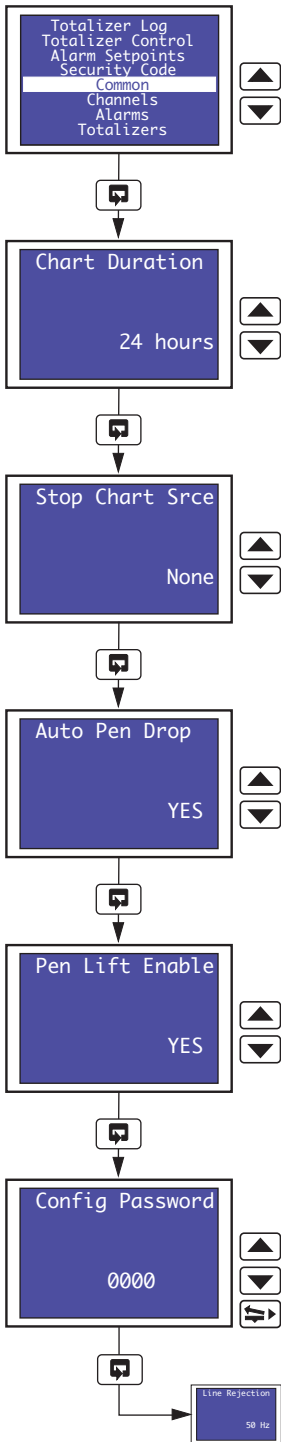 Totalizer Log
Totalizer Control
Alarm Setpoints
Security Code
Common
Channels
Alarms
Totalizers
Chart Duration
24 hours
Stop Chart Srce
None
Auto Pen Drop
YES
Pen Lift Enable
YES
Config Password
0000
Line Rejection
50 Hz